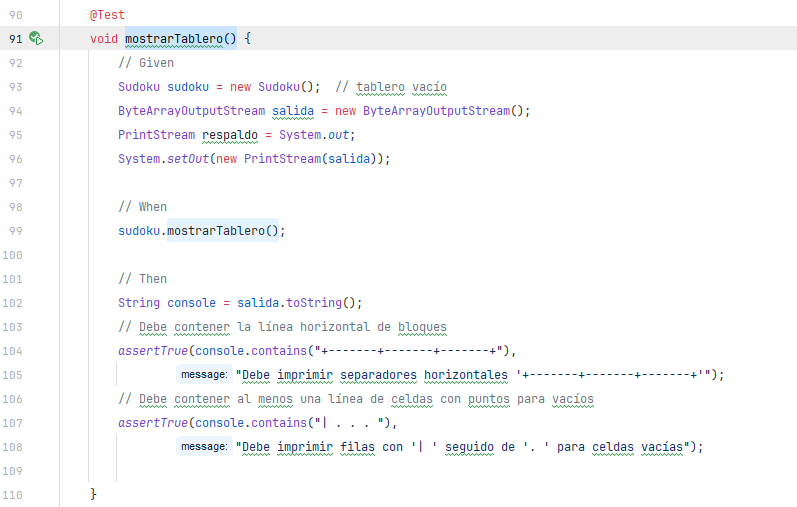 90 @Test
91 void mostrarTablero() {
92 // Given
93 Sudoku sudoku = new Sudoku();  // tablero vacío
94 ByteArrayOutputStream salida = new ByteArrayOutputStream();
95 PrintStream respaldo = System.out;
96 System.setOut(new PrintStream(salida));
97
98 // When
99 sudoku.mostrarTablero();
100
101 // Then
102 String console = salida.toString();
103 // Debe contener la línea horizontal de bloques
104 assertTrue(console.contains("+-------+-------+-------+"),
105 message: "Debe imprimir separadores horizontales '+-------+-------+-------+'");
106 // Debe contener al menos una línea de celdas con puntos para vacíos
107 assertTrue(console.contains("| . . . "),
108 message: "Debe imprimir filas con '| ' seguido de '. ' para celdas vacías");
109
110 }